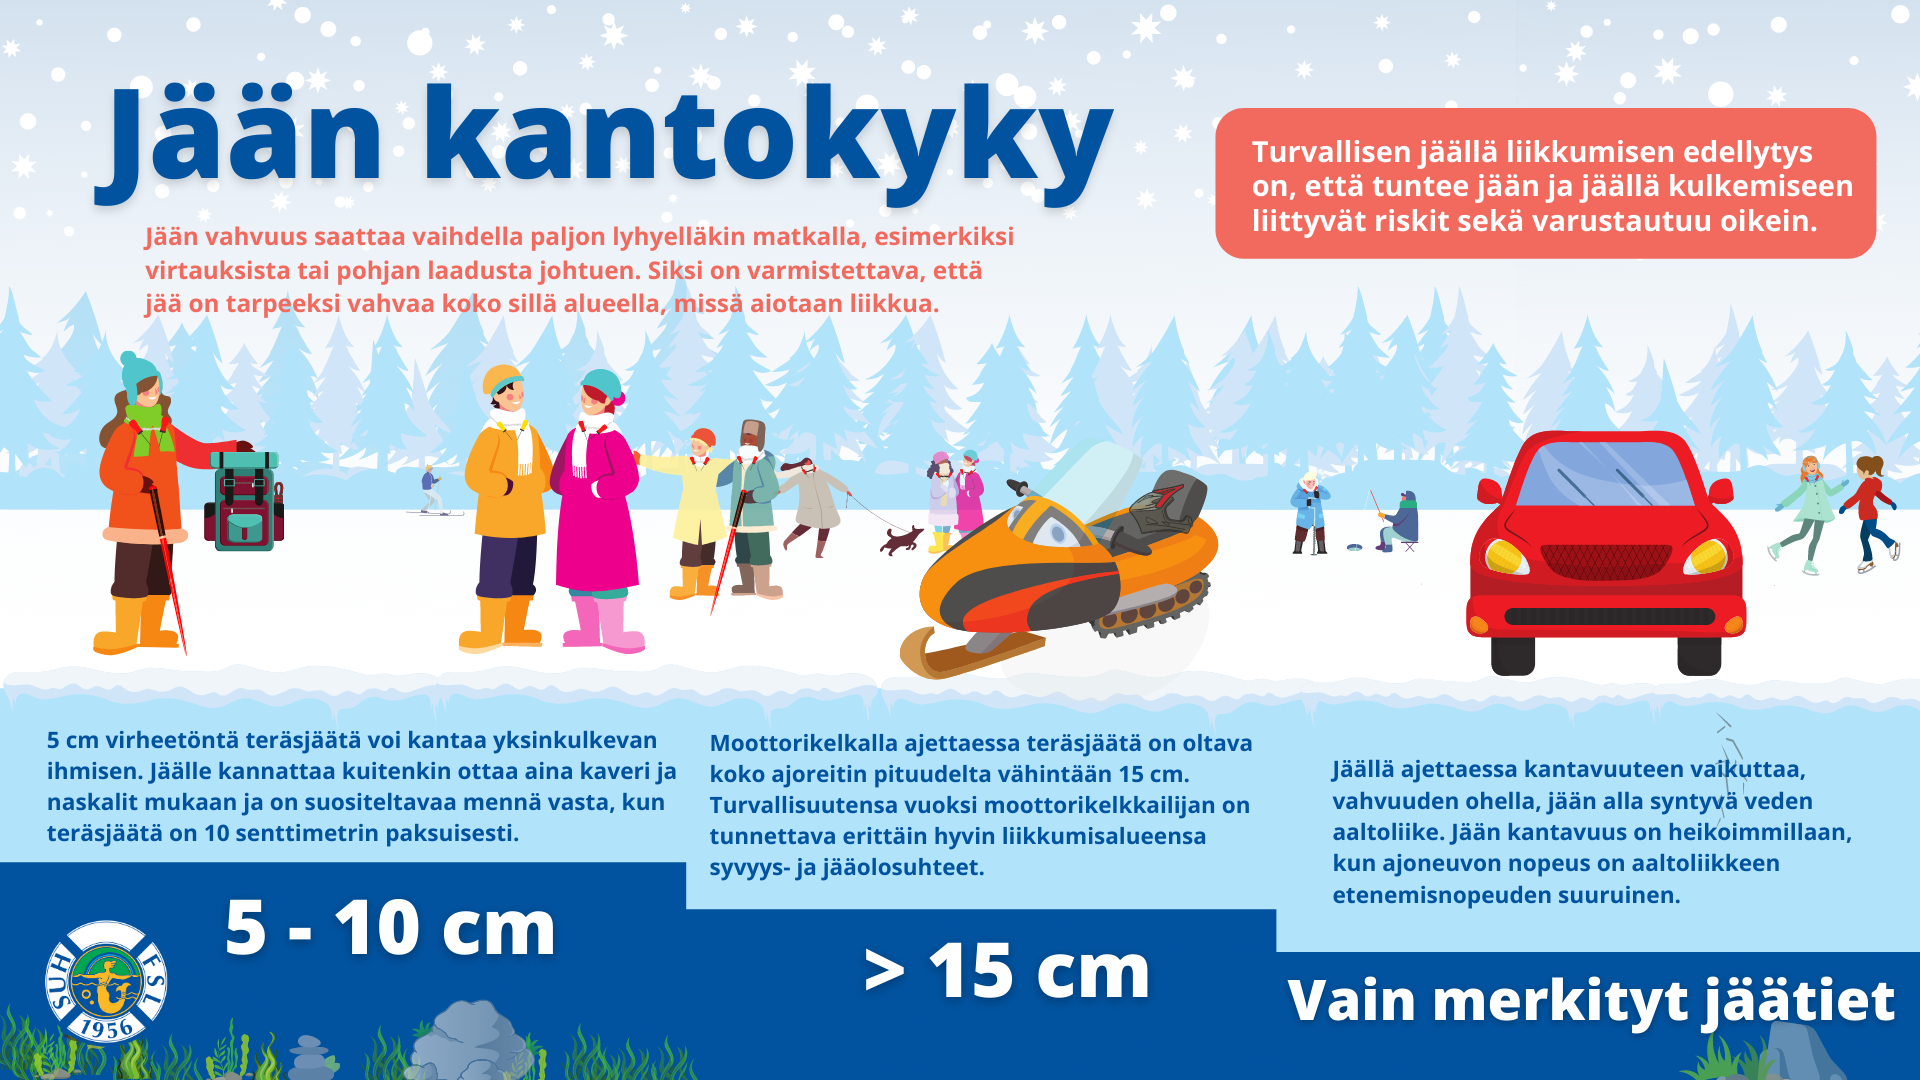 Jään kantokyky
Jään vahvuus saattaa vaihdella paljon lyhyelläkin matkalla, esimerkiksi
virtauksista tai pohjan laadusta johtuen. Siksi on varmistettava, että
jää on tarpeeksi vahvaa koko sillä alueella, missä aiotaan liikkua.
Turvallisen jäällä liikkumisen edellytys
on, että tuntee jään ja jäällä kulkemiseen
liittyvät riskit sekä varustautuu oikein.
5 cm virheetöntä teräsjäätä voi kantaa yksinkulkevan
ihmisen. Jäälle kannattaa kuitenkin ottaa aina kaveri ja
naskalit mukaan ja on suositeltavaa mennä vasta, kun
teräsjäätä on 10 senttimetrin paksuisesti.
5 - 10 cm
Moottorikelkalla ajettaessa teräsjäätä on oltava
koko ajoreitin pituudelta vähintään 15 cm.
Turvallisuutensa vuoksi moottorikelkkailijan on
tunnettava erittäin hyvin liikkumisalueensa
syvyys- ja jääolosuhteet.
> 15 cm
Jäällä ajettaessa kantavuuteen vaikuttaa,
vahvuuden ohella, jään alla syntyvä veden
aaltoliike. Jään kantavuus on heikoimmillaan,
kun ajoneuvon nopeus on aaltoliikkeen
etenemisnopeuden suuruinen.
Vain merkityt jäätiet
SUH
FSL
1956